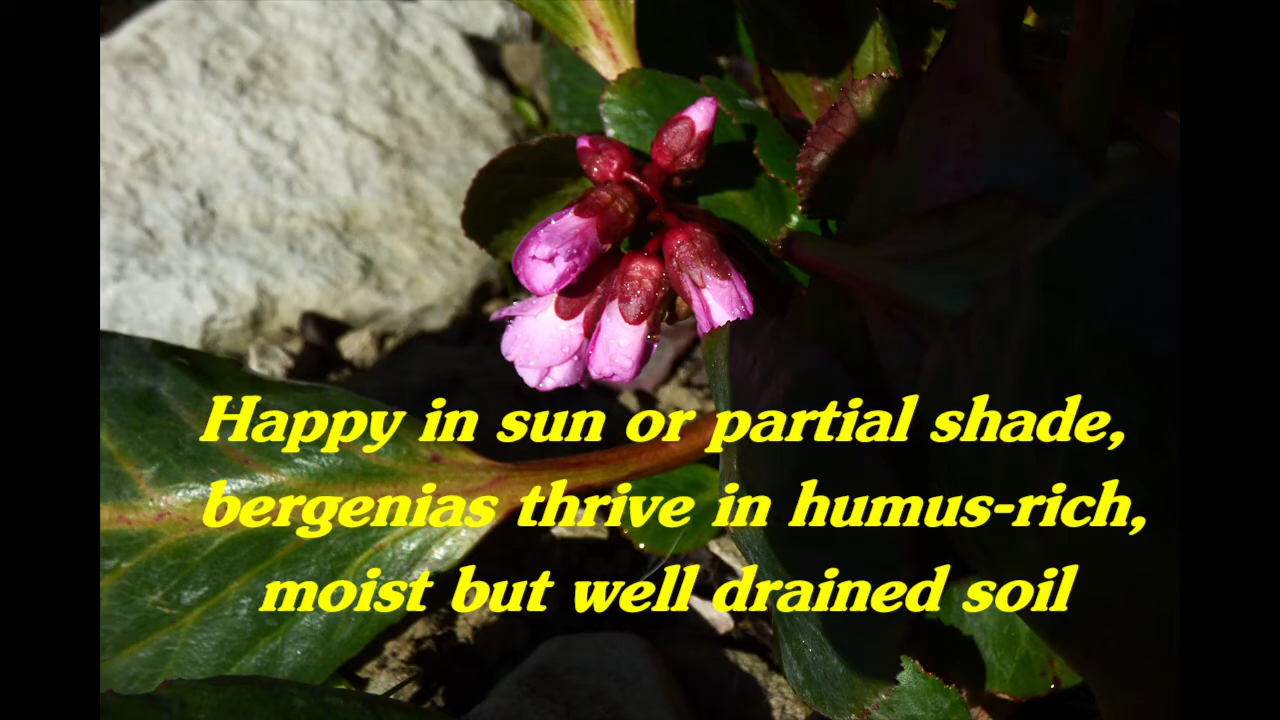 Happy in sun or partial shade,
bergenias thrive in humus-rich,
moist but well drained soil